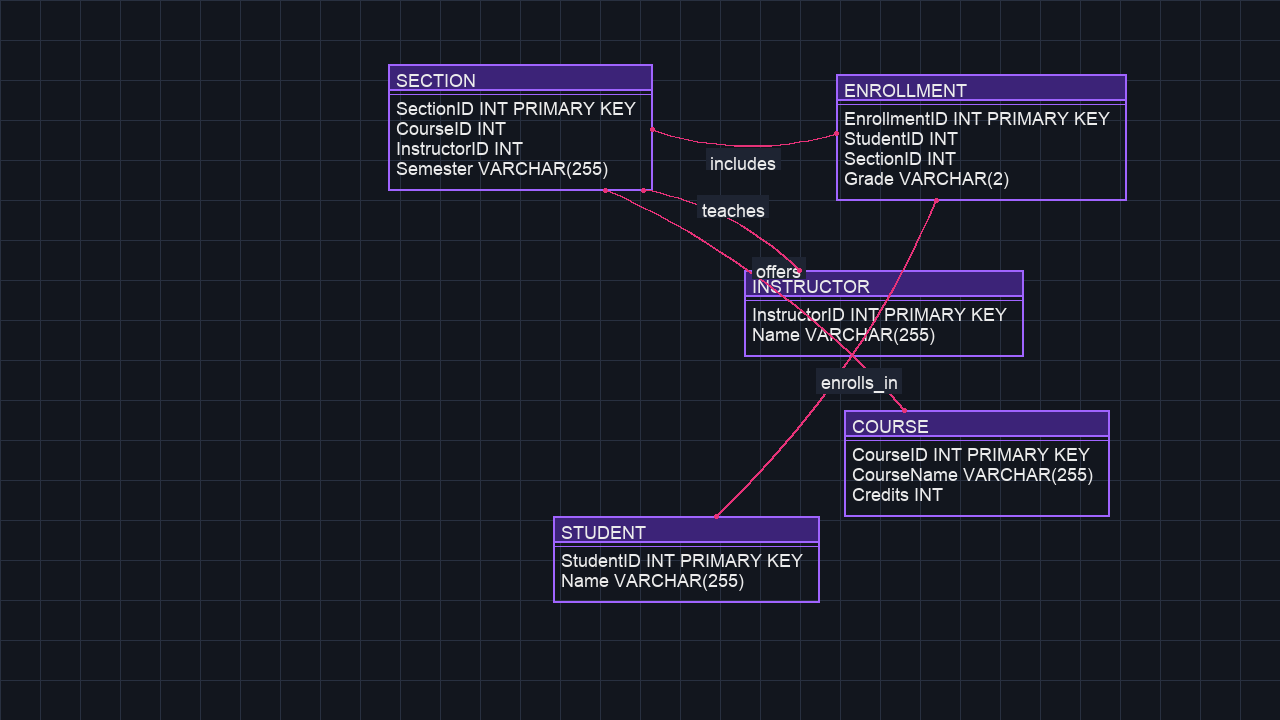 SECTION
SectionID INT PRIMARY KEY
CourseID INT
InstructorID INT
Semester VARCHAR(255)
ENROLLMENT
EnrollmentID INT PRIMARY KEY
StudentID INT
SectionID INT
Grade VARCHAR(2)
includes
teaches
offers
INSTRUCTOR
InstructorID INT PRIMARY KEY
Name VARCHAR(255)
enrolls_in
COURSE
CourseID INT PRIMARY KEY
CourseName VARCHAR(255)
Credits INT
STUDENT
StudentID INT PRIMARY KEY
Name VARCHAR(255)